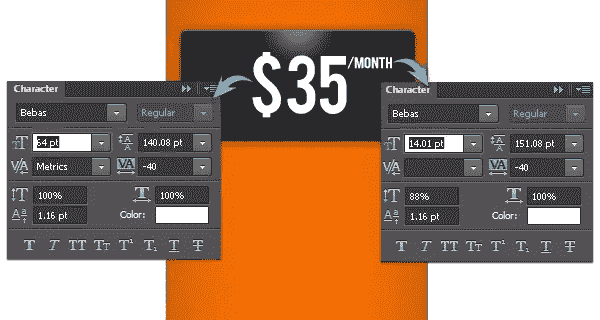 $35/MONTH
Character
Bebas
Regular
64 pt
140.08 pt
Metrics
-40
100%
100%
1.16 pt
Color:
Character
Bebas
Regular
14.01 pt
151.08 pt
-40
88%
100%
1.16 pt
Color: